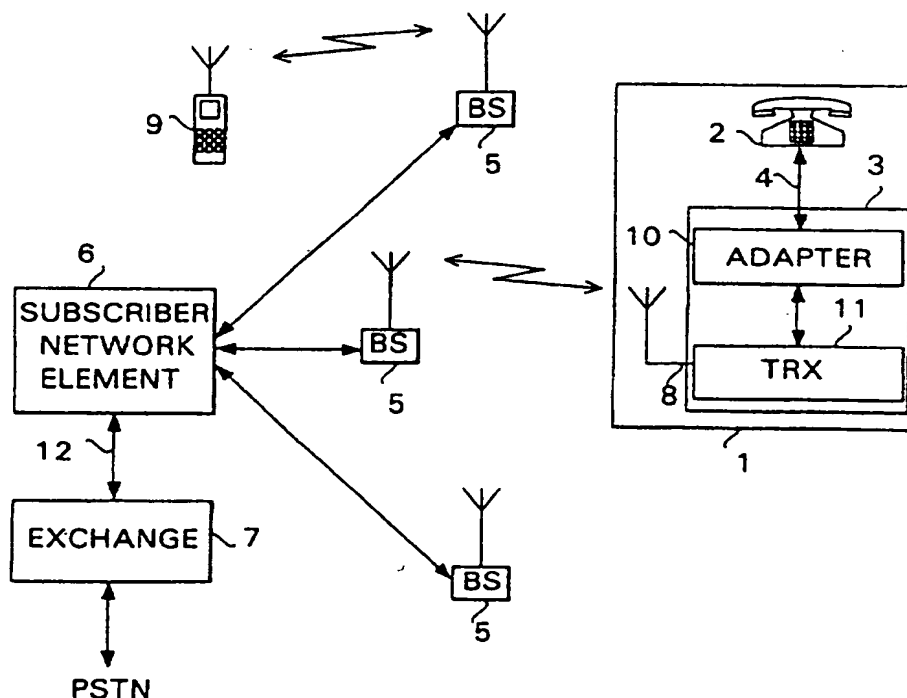 9
BS
5
2
4
3
10
ADAPTER
11
TRX
8
1
6
SUBSCRIBER
NETWORK
ELEMENT
BS
5
12
EXCHANGE
7
BS
5
PSTN